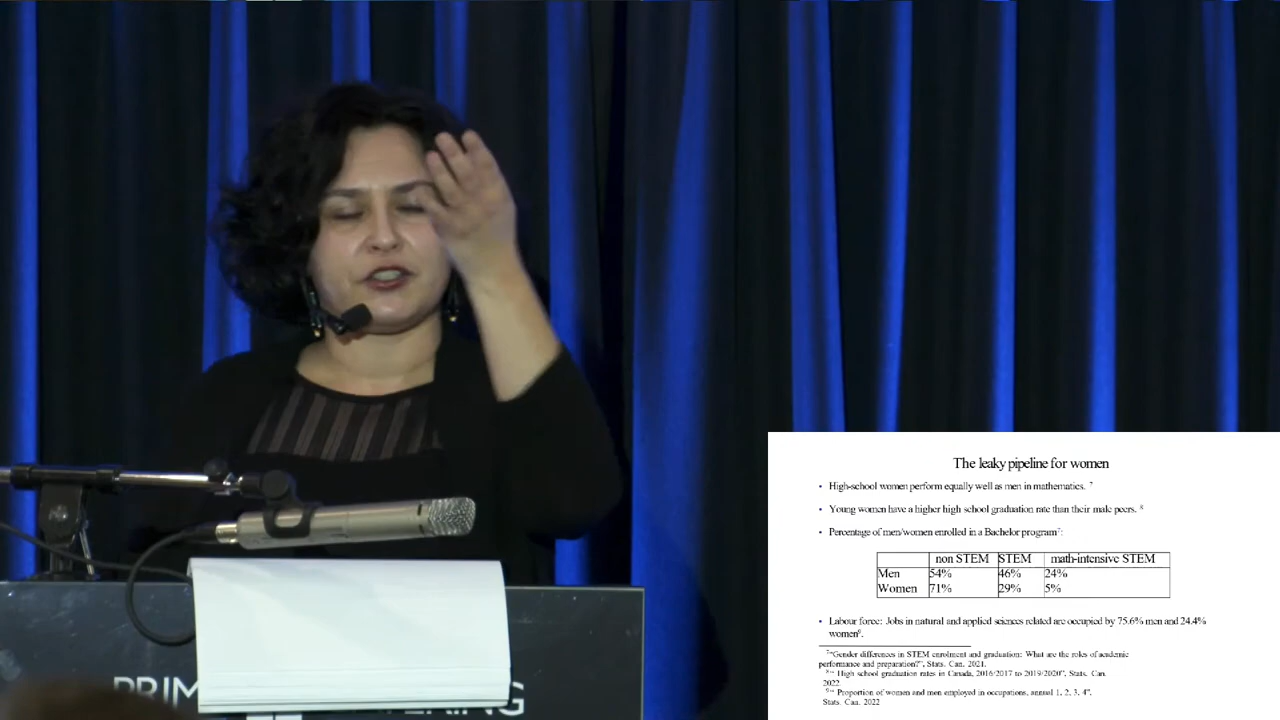 The leaky pipeline for women
• High-school women perform equally well as men in mathematics. 7
• Young women have a higher high school graduation rate than their male peers. 8
• Percentage of men/women enrolled in a Bachelor program7:
non STEM STEM math-intensive STEM
Men 54% 46% 24%
Women 71% 29% 5%
• Labour force: Jobs in natural and applied sciences related are occupied by 75.6% men and 24.4%
women9.
7"Gender differences in STEM enrolment and graduation: What are the roles of academic
performance and preparation?", Stats. Can. 2021.
8" High school graduation rates in Canada, 2016/2017 to 2019/2020", Stats. Can.
2022
9" Proportion of women and men employed in occupations, annual 1, 2, 3, 4",
Stats. Can. 2022
PRIM